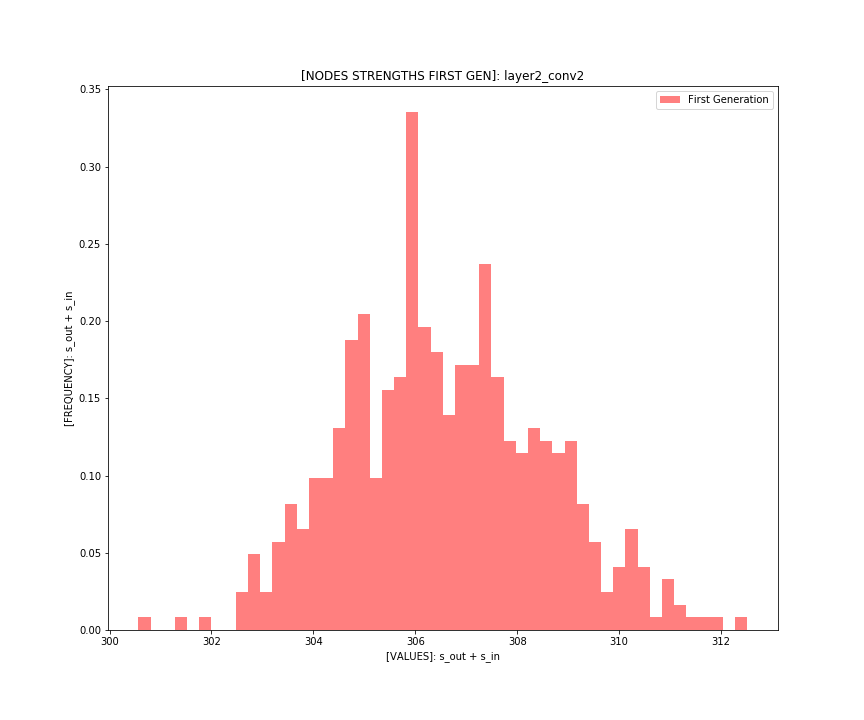 [NODES STRENGTHS FIRST GEN]: layer2_conv2
First Generation
[FREQUENCY]: s_out + s_in
0.35
0.30
0.25
0.20
0.15
0.10
0.05
0.00
300 302 304 306 308 310 312
[VALUES]: s_out + s_in